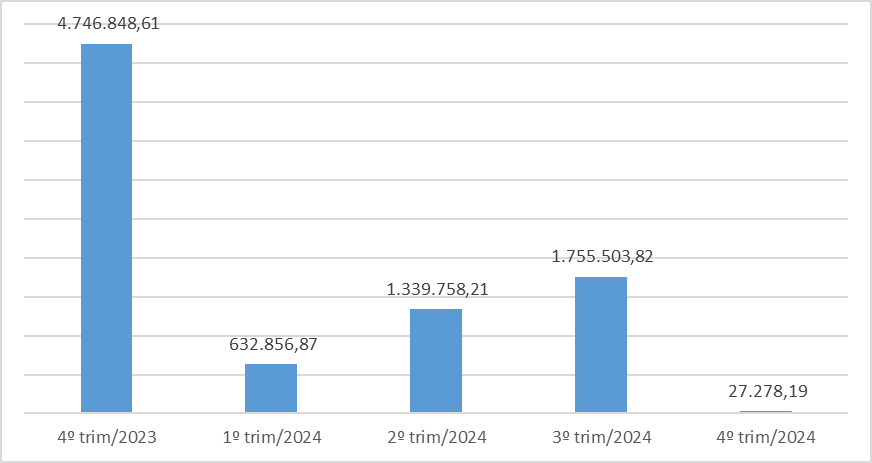 4.746.848,61
632.856,87
1.339.758,21
1.755.503,82
27.278,19
4º trim/2023
1º trim/2024
2º trim/2024
3º trim/2024
4º trim/2024